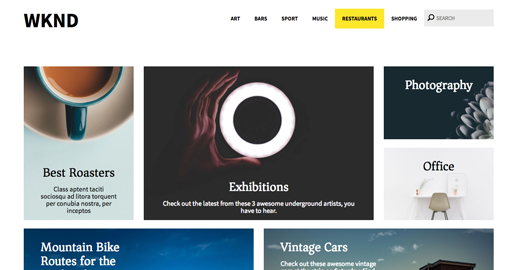 WKND
ART BARS SPORT MUSIC RESTAURANTS SHOPPING SEARCH
Best Roasters
Class aptent taciti
sociosqu ad litora torquent
per conubia nostra, per
inceptos
Exhibitions
Check out the latest from these 3 awesome underground artists, you
have to hear.
Photography
Office
Mountain Bike
Routes for the
Vintage Cars
Check out these awesome vintage